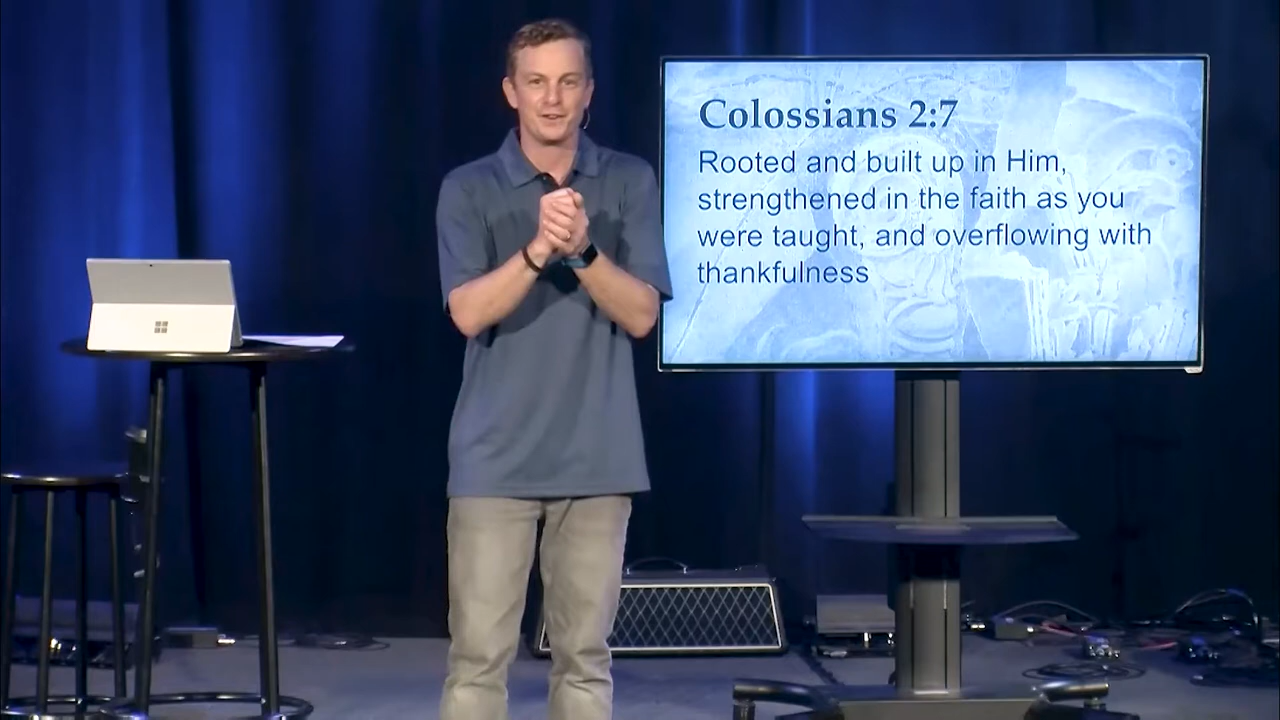 Colossians 2:7
Rooted and built up in Him,
strengthened in the faith as you
were taught, and overflowing with
thankfulness